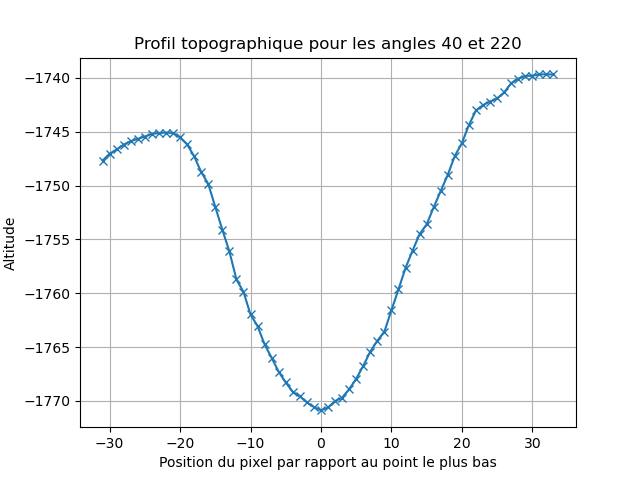 Profil topographique pour les angles 40 et 220
Altitude
−1740
−1745
−1750
−1755
−1760
−1765
−1770
−30 −20 −10 0 10 20 30
Position du pixel par rapport au point le plus bas